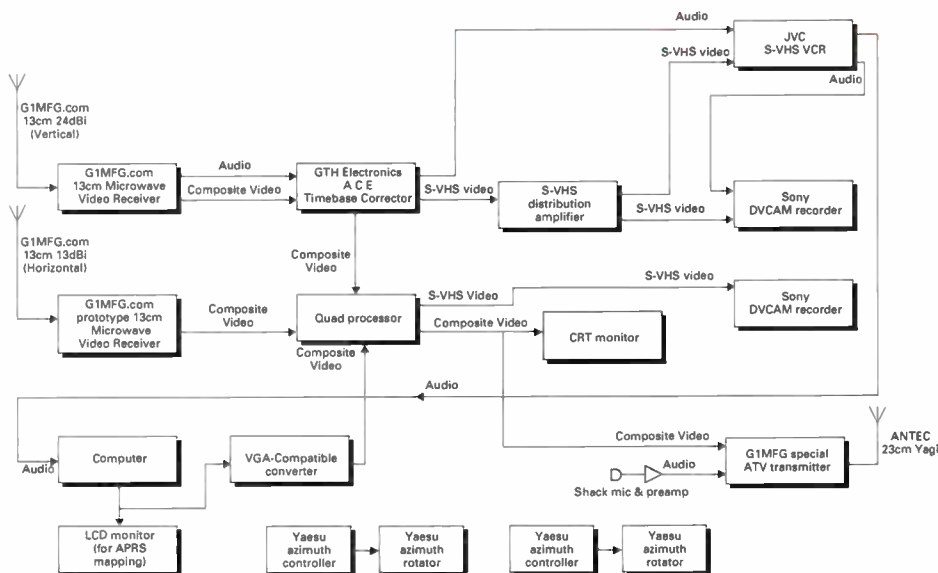 Audio
JVC
S-VHS VCR
S-VHS video
Audio
G1MFG.com
13cm 24dBi
(Vertical)
G1MFG.com
13cm Microwave
Video Receiver
Audio
Composite Video
GTH Electronics
A C E
Timebase Corrector
S-VHS video
S-VHS
distribution
amplifier
S-VHS video
Sony
DVCAM recorder
G1MFG.com
13cm 13dBi
(Horizontal)
Composite
Video
G1MFG.com
prototype 13cm
Microwave
Video Receiver
Composite
Video
Quad processor
S-VHS Video
Composite Video
Sony
DVCAM recorder
CRT monitor
Composite
Video
Audio
Audio
Computer
VGA-Compatible
converter
Composite Video
Audio
Shack mic & preamp
G1MFG special
ATV transmitter
ANTEC
23cm Yagi
LCD monitor
(for APRS
mapping)
Yaesu
azimuth
controller
Yaesu
azimuth
rotator
Yaesu
azimuth
controller
Yaesu
azimuth
rotator